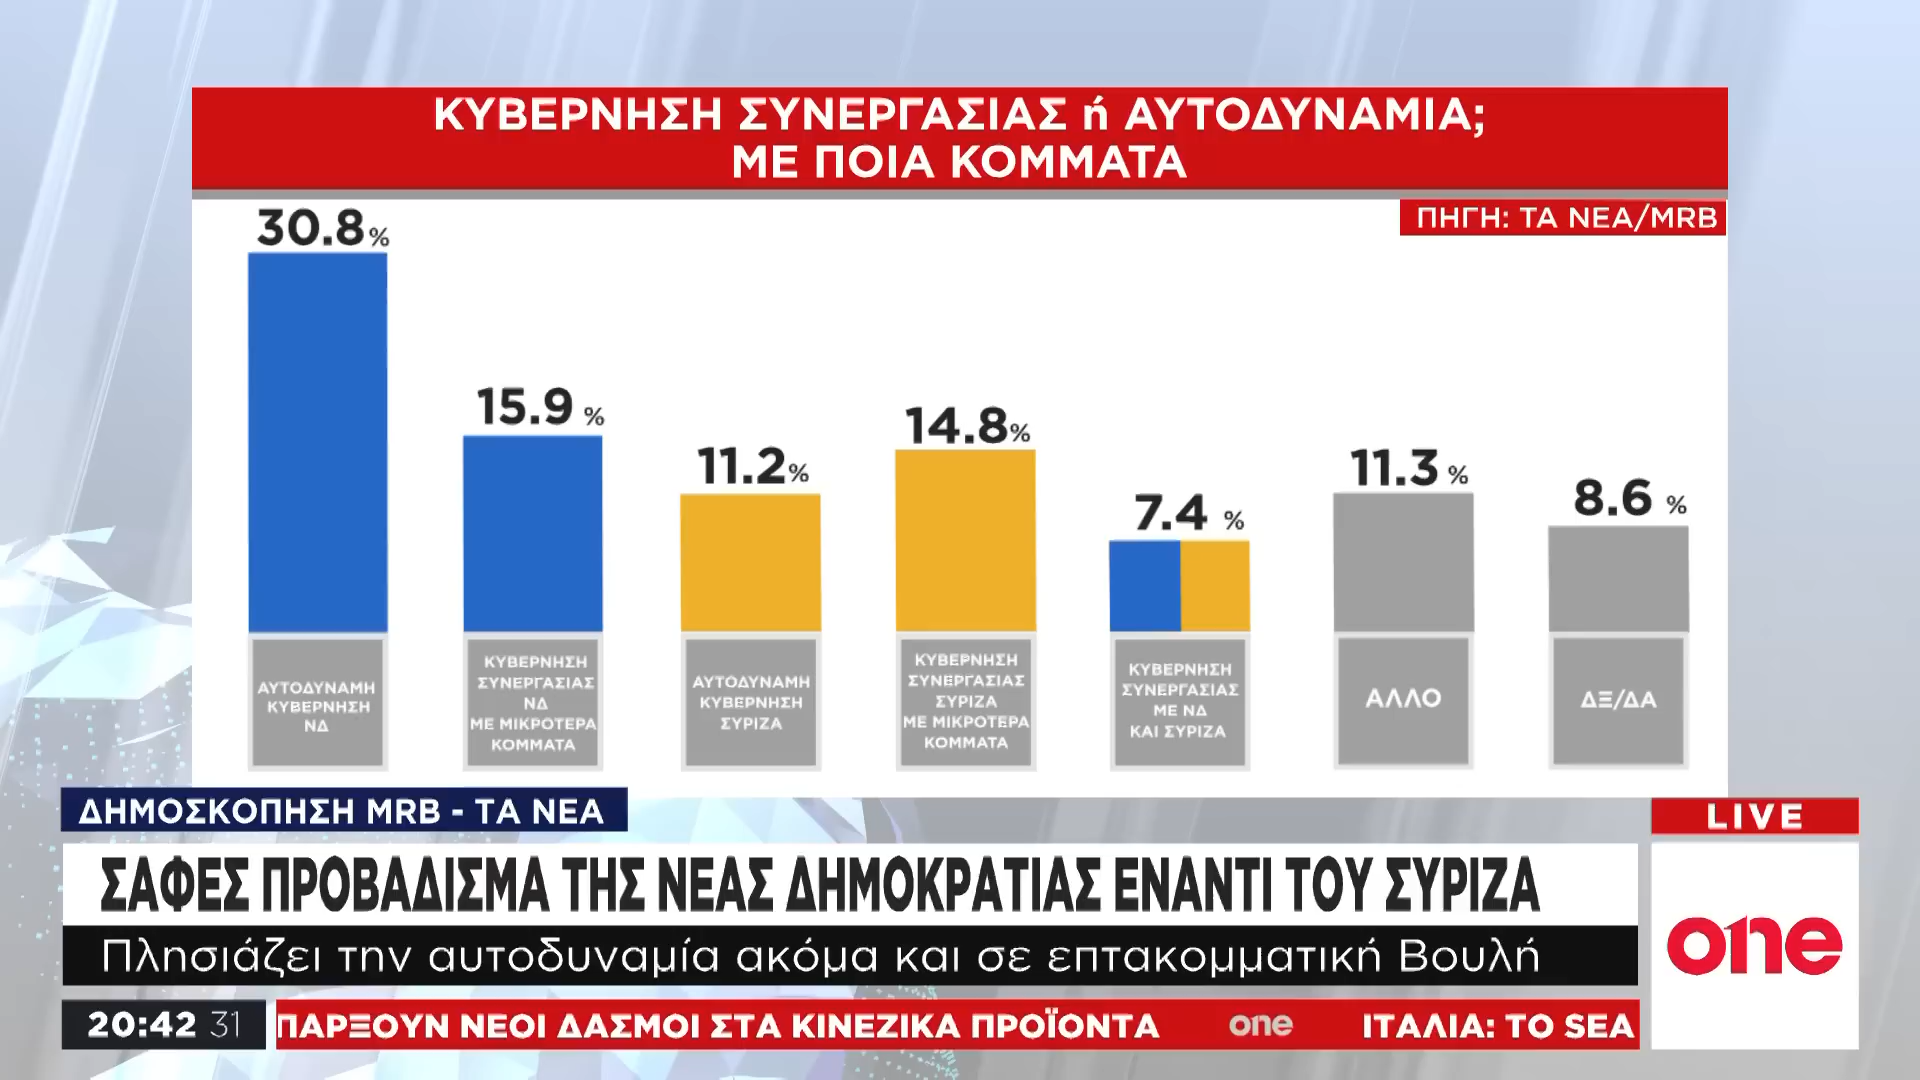 ΚΥΒΕΡΝΗΣΗ ΣΥΝΕΡΓΑΣΙΑΣ ή ΑΥΤΟΔΥΝΑΜΙΑ;
ΜΕ ΠΟΙΑ ΚΟΜΜΑΤΑ
ΠΗΓΗ: ΤΑ ΝΕΑ/MRB
30.8%
15.9 %
11.2%
14.8%
7.4 %
11.3 %
8.6 %
ΑΥΤΟΔΥΝΑΜΗ
ΚΥΒΕΡΝΗΣΗ
ΝΔ
ΚΥΒΕΡΝΗΣΗ
ΣΥΝΕΡΓΑΣΙΑΣ
ΝΔ
ΜΕ ΜΙΚΡΟΤΕΡΑ
ΚΟΜΜΑΤΑ
ΑΥΤΟΔΥΝΑΜΗ
ΚΥΒΕΡΝΗΣΗ
ΣΥΡΙΖΑ
ΚΥΒΕΡΝΗΣΗ
ΣΥΝΕΡΓΑΣΙΑΣ
ΣΥΡΙΖΑ
ΜΕ ΜΙΚΡΟΤΕΡΑ
ΚΟΜΜΑΤΑ
ΚΥΒΕΡΝΗΣΗ
ΣΥΝΕΡΓΑΣΙΑΣ
ΜΕ ΝΔ
ΚΑΙ ΣΥΡΙΖΑ
ΑΛΛΟ
ΔΞ/ΔΑ
ΔΗΜΟΣΚΟΠΗΣΗ MRB - ΤΑ ΝΕΑ
LIVE
ΣΑΦΕΣ ΠΡΟΒΑΔΙΣΜΑ ΤΗΣ ΝΕΑΣ ΔΗΜΟΚΡΑΤΙΑΣ ΕΝΑΝΤΙ ΤΟΥ ΣΥΡΙΖΑ
Πλησιάζει την αυτοδυναμία ακόμα και σε επτακομματική Βουλή
one
20:42 31
ΠΑΡΞΟΥΝ ΝΕΟΙ ΔΑΣΜΟΙ ΣΤΑ ΚΙΝΕΖΙΚΑ ΠΡΟΪΟΝΤΑ one ΙΤΑΛΙΑ: ΤΟ SEA